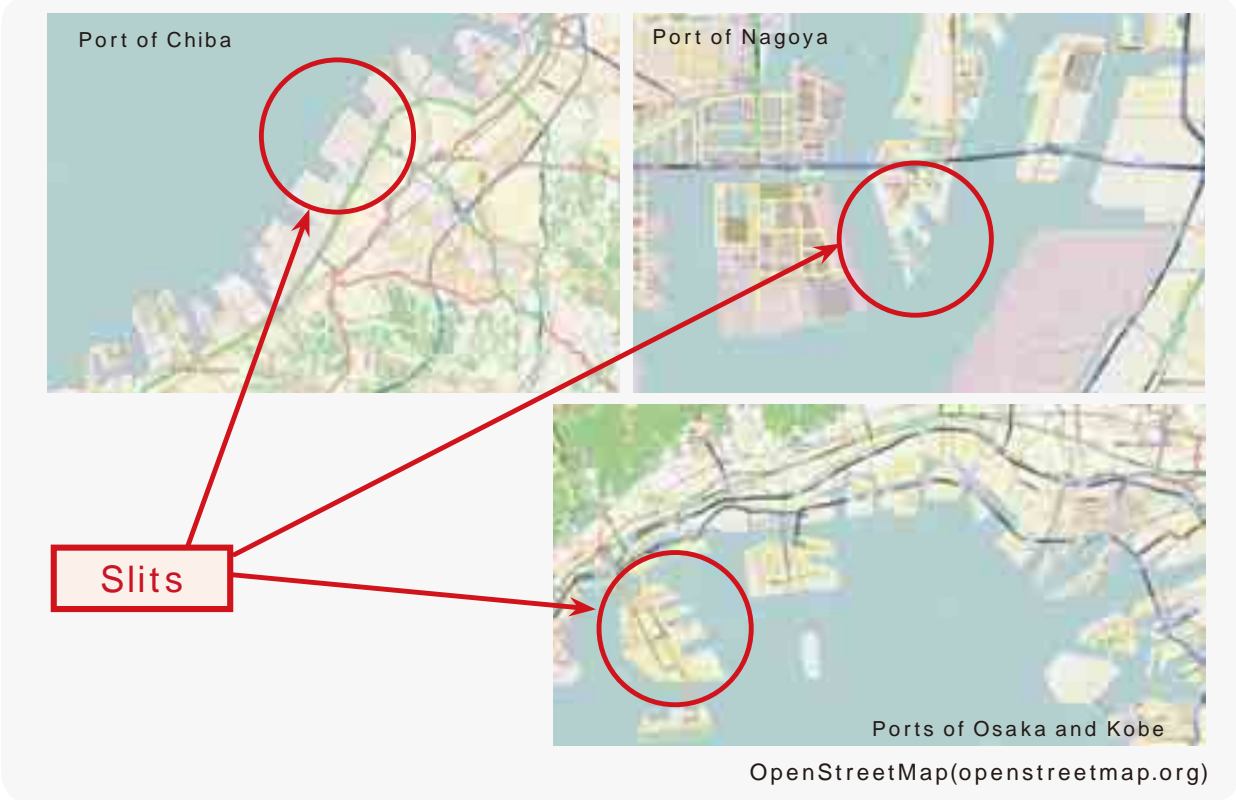 Port of Chiba
Port of Nagoya
Slits
Ports of Osaka and Kobe
OpenStreetMap(openstreetmap.org)